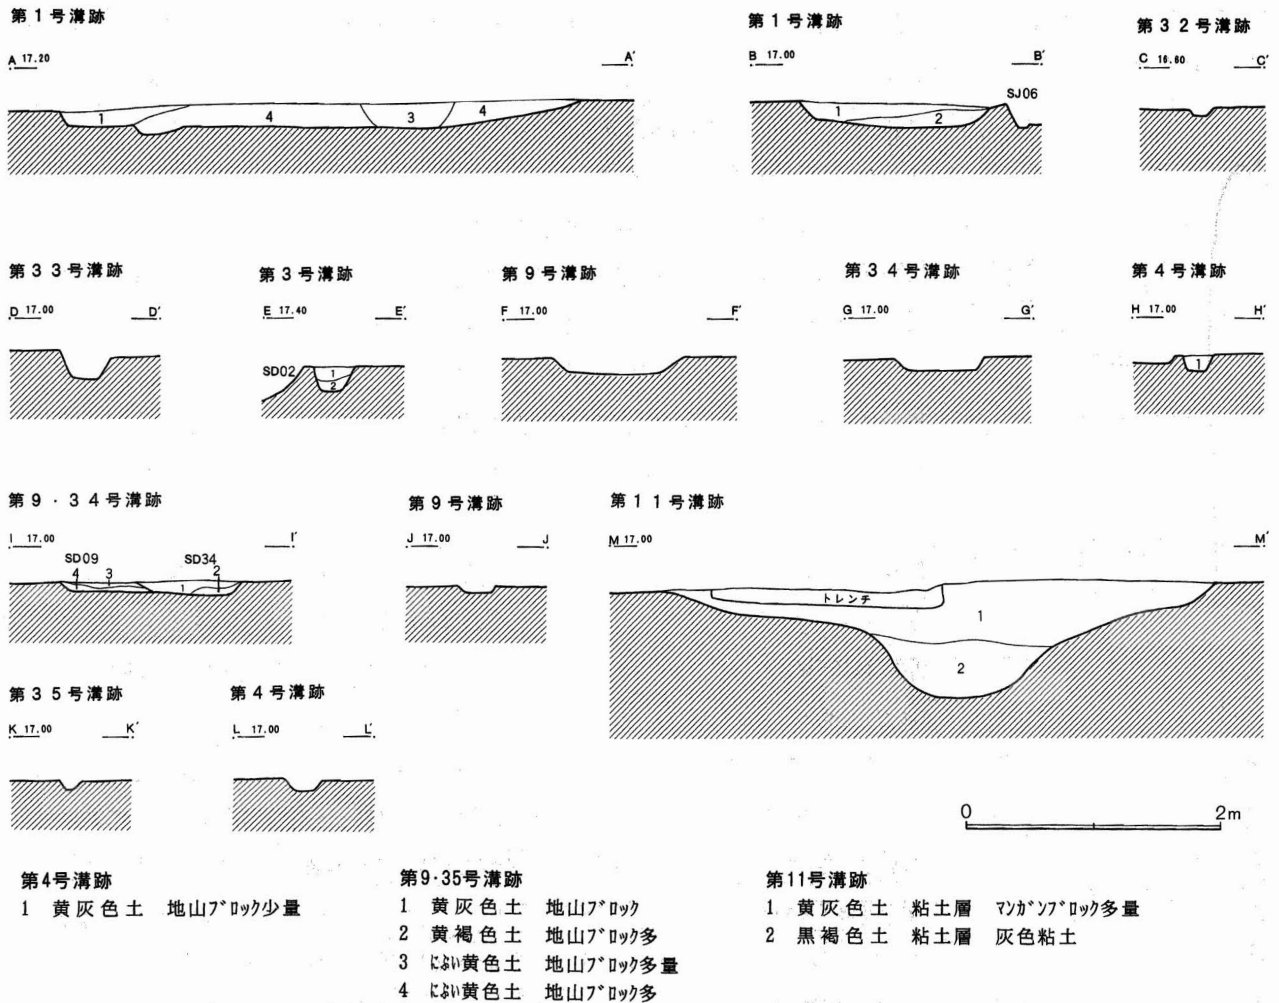 第1号溝跡
A 17.20 A'
1 4 3 4
第1号溝跡
B 17.00 B'
SJ06
1 2
第32号溝跡
C 16.60 C'
第33号溝跡
D 17.00 D'
第3号溝跡
E 17.40 E'
SD02
1
2
第9号溝跡
F 17.00 F'
第34号溝跡
G 17.00 G'
第4号溝跡
H 17.00 H'
1
第9・34号溝跡
I 17.00 I'
SD09 SD34
4 3 1 2
第9号溝跡
J 17.00 J
第11号溝跡
M 17.00 M'
トレンチ
1
2
第35号溝跡
K 17.00 K'
第4号溝跡
L 17.00 L'
0 2m
第4号溝跡
1 黄灰色土 地山ブロック少量
第9・35号溝跡
1 黄灰色土 地山ブロック
2 黄褐色土 地山ブロック多
3 にぶい黄色土 地山ブロック多量
4 にぶい黄色土 地山ブロック多
第11号溝跡
1 黄灰色土 粘土層 マンガンブロック多量
2 黒褐色土 粘土層 灰色粘土